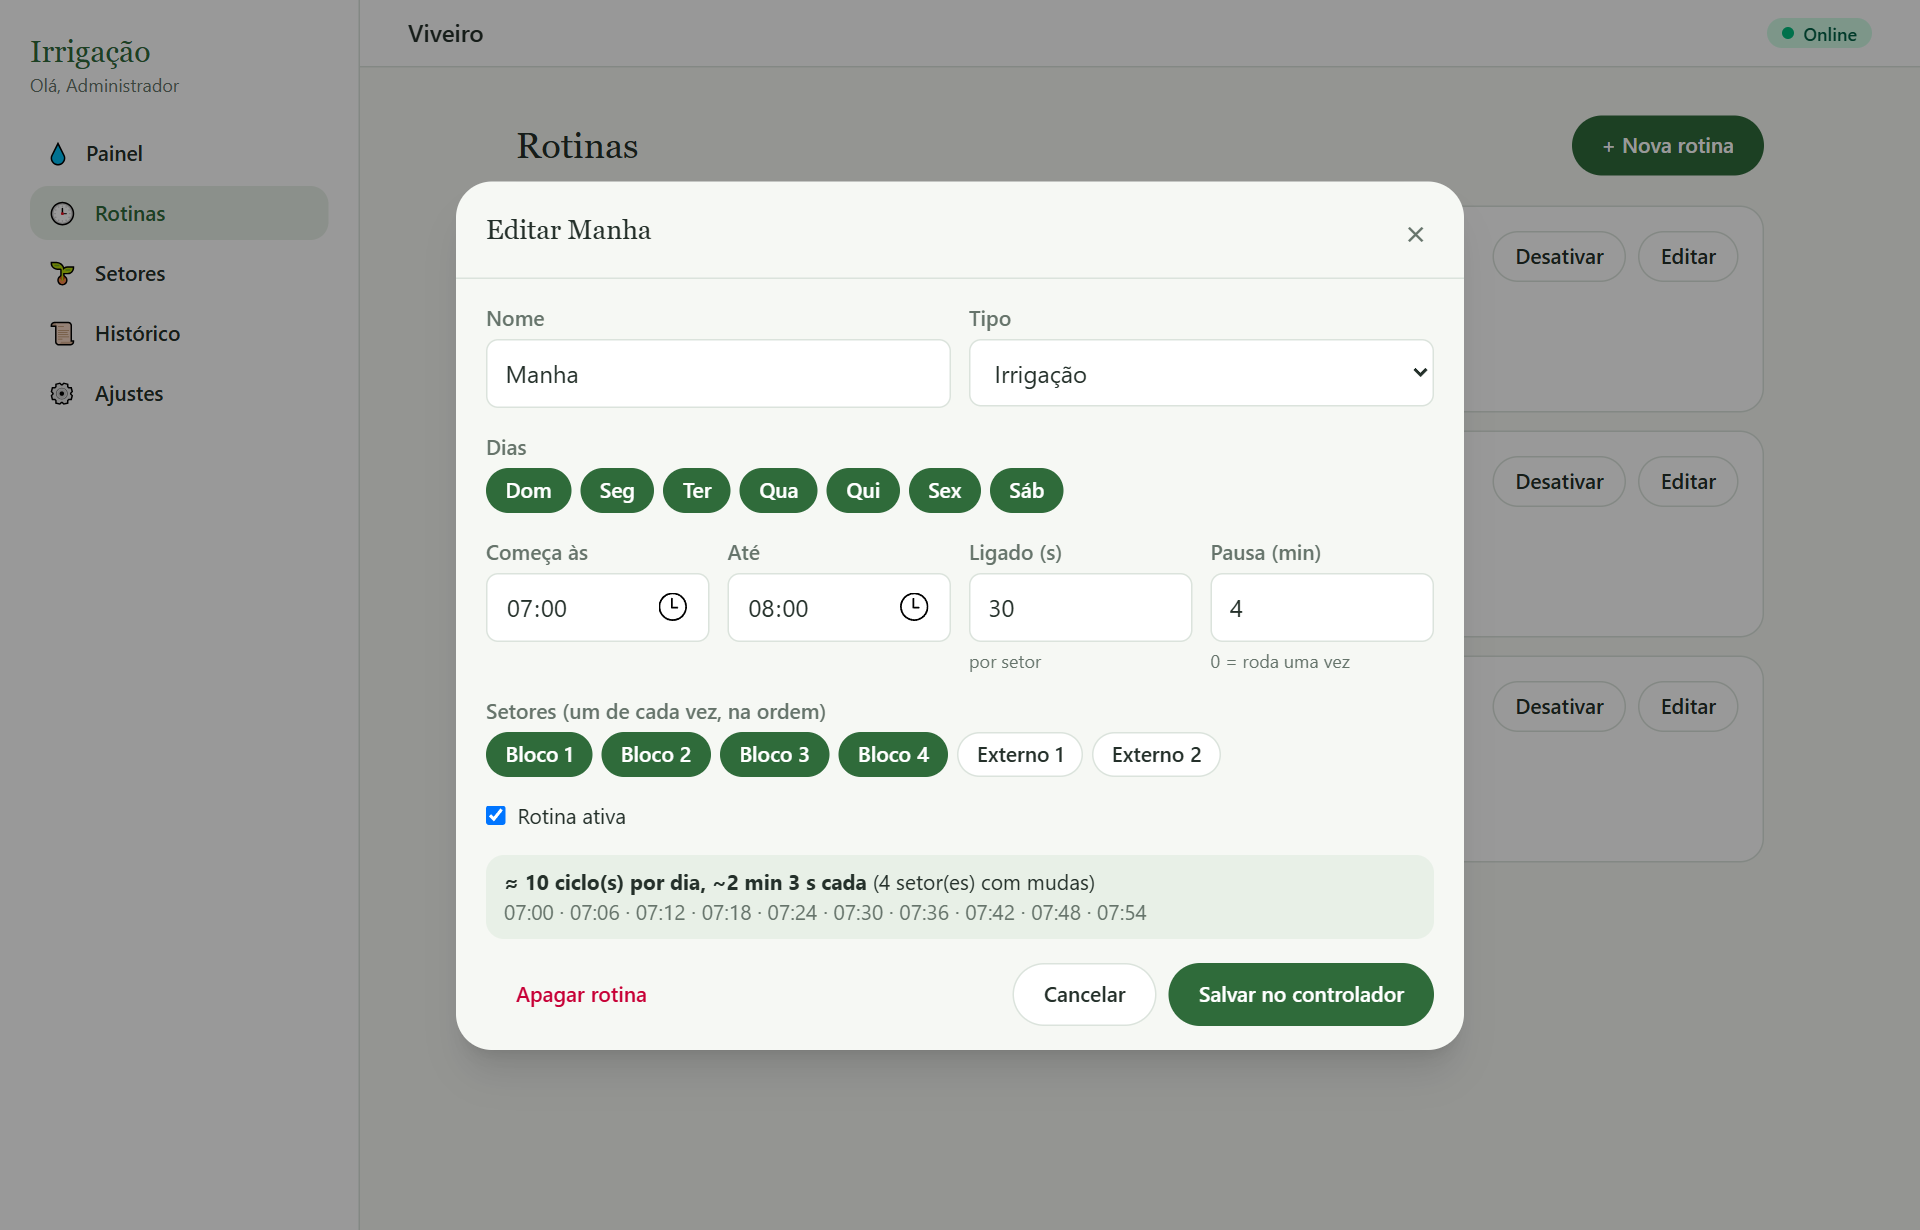 Irrigação
Olá, Administrador
Painel
Rotinas
Setores
Histórico
Ajustes
Viveiro
Online
Rotinas
+ Nova rotina
Desativar
Editar
Desativar
Editar
Desativar
Editar
Editar Manha
×
Nome
Tipo
Manha
Irrigação
Dias
Dom Seg Ter Qua Qui Sex Sáb
Começa às
Até
Ligado (s)
Pausa (min)
07:00
08:00
30
4
por setor
0 = roda uma vez
Setores (um de cada vez, na ordem)
Bloco 1 Bloco 2 Bloco 3 Bloco 4 Externo 1 Externo 2
Rotina ativa
≈ 10 ciclo(s) por dia, ~2 min 3 s cada (4 setor(es) com mudas)
07:00 · 07:06 · 07:12 · 07:18 · 07:24 · 07:30 · 07:36 · 07:42 · 07:48 · 07:54
Apagar rotina
Cancelar
Salvar no controlador